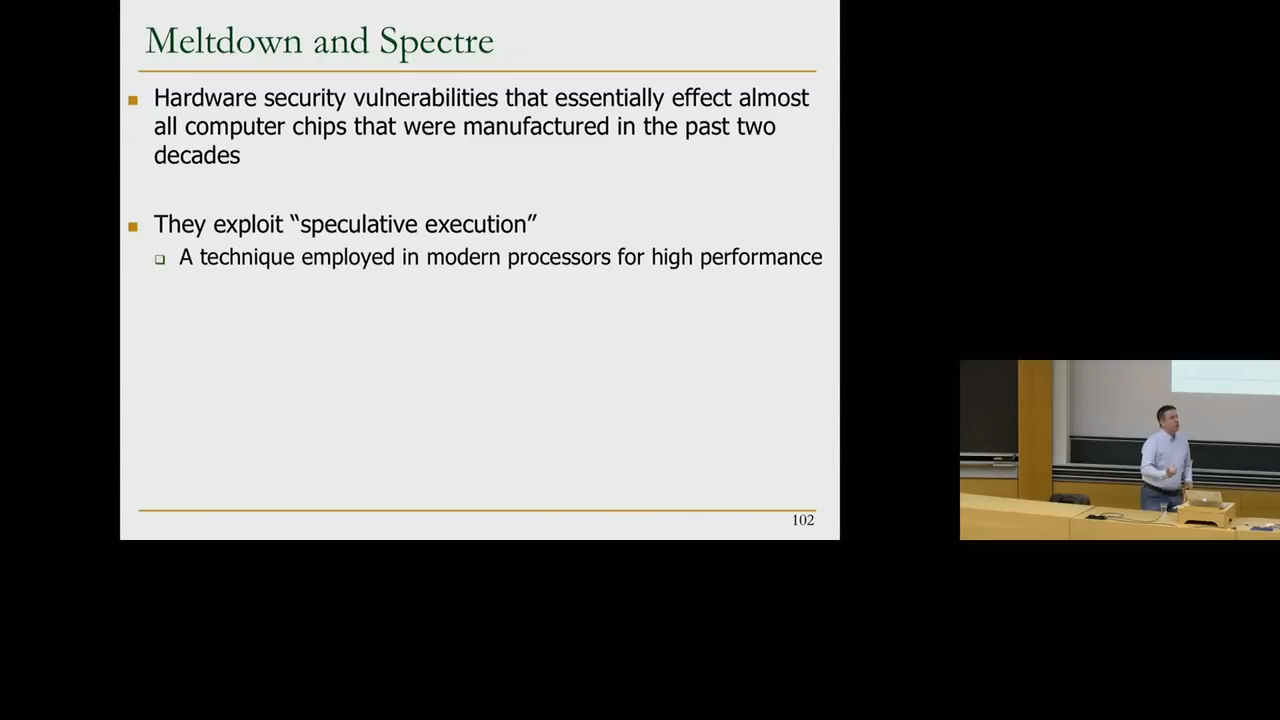 Meltdown and Spectre
Hardware security vulnerabilities that essentially effect almost
all computer chips that were manufactured in the past two
decades
They exploit “speculative execution”
A technique employed in modern processors for high performance
102